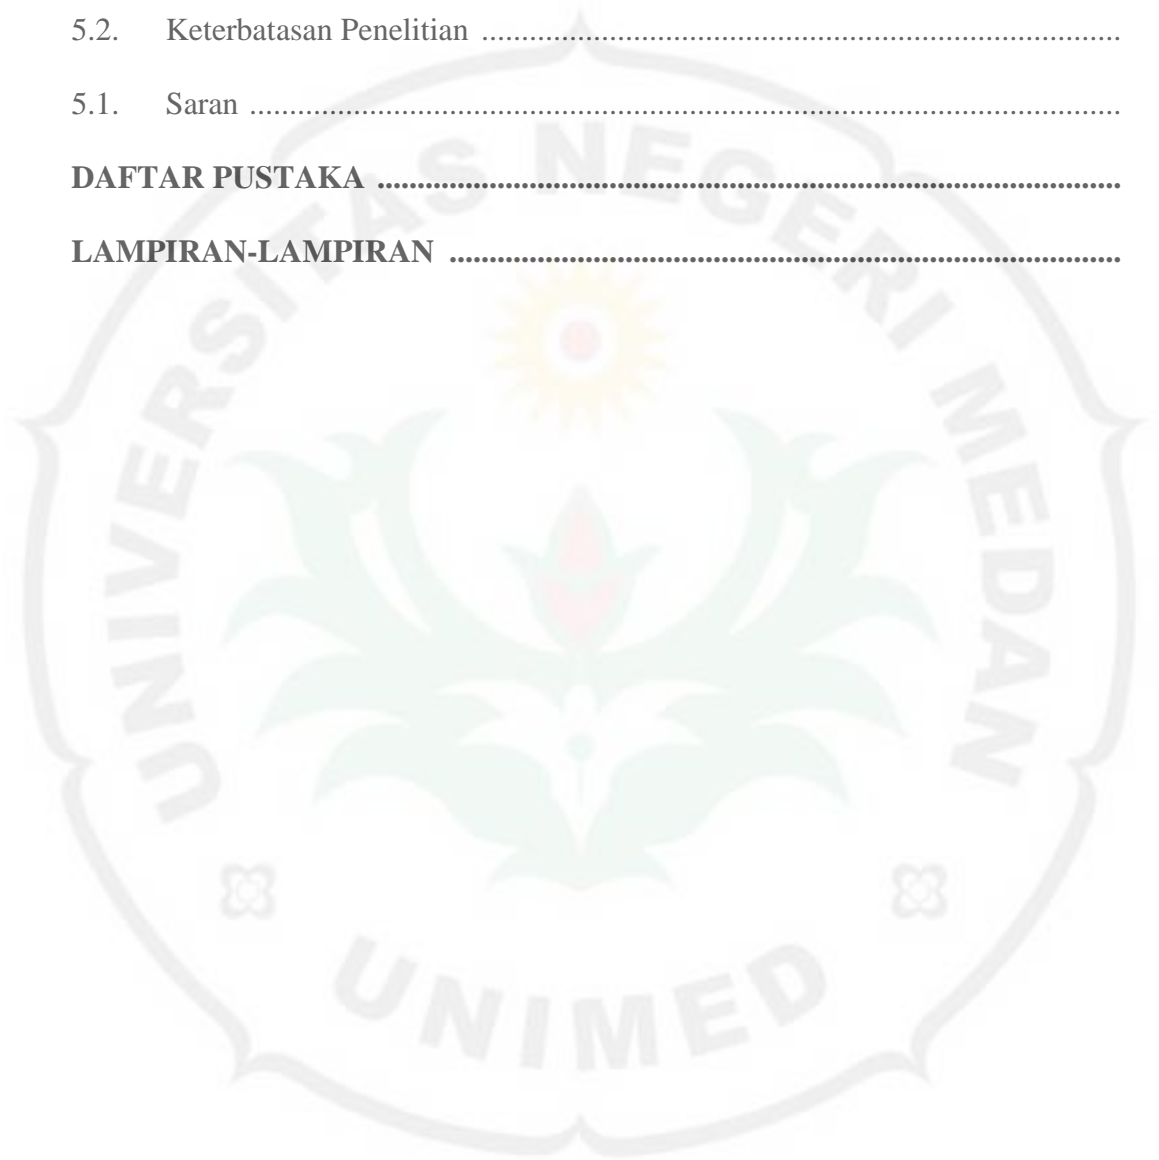 5.2. Keterbatasan Penelitian ................................................................................
5.1. Saran .............................................................................................................
DAFTAR PUSTAKA .............................................................................................
LAMPIRAN-LAMPIRAN ....................................................................................
UNIVERSITAS NEGERI MEDAN
UNIMED